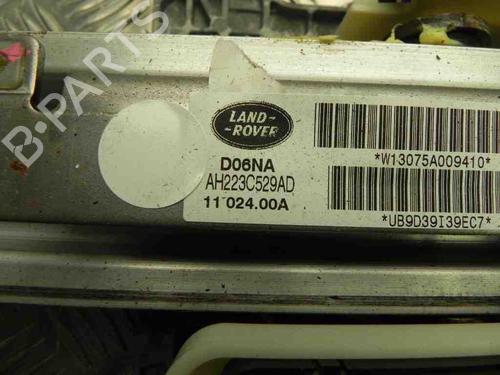 B-PARTS
LAND-
-ROVER
D06NA
AH223C529AD
11 024.00A
*W13075A009410*
*UB9D39I39EC7*